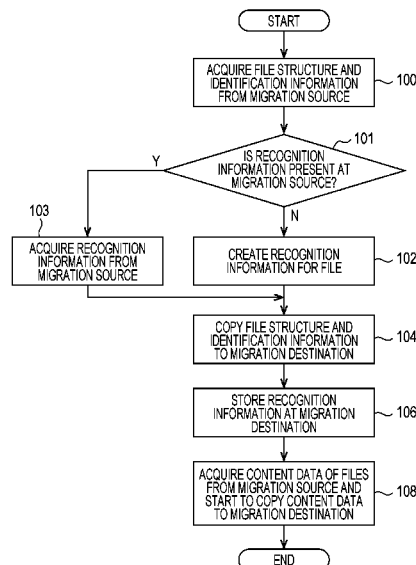 START
ACQUIRE FILE STRUCTURE AND
IDENTIFICATION INFORMATION
FROM MIGRATION SOURCE
100
101
IS RECOGNITION
INFORMATION PRESENT AT
MIGRATION SOURCE?
Y
N
103
ACQUIRE RECOGNITION
INFORMATION FROM
MIGRATION SOURCE
CREATE RECOGNITION
INFORMATION FOR FILE
102
COPY FILE STRUCTURE AND
IDENTIFICATION INFORMATION
TO MIGRATION DESTINATION
104
STORE RECOGNITION
INFORMATION AT MIGRATION
DESTINATION
106
ACQUIRE CONTENT DATA OF FILES
FROM MIGRATION SOURCE AND
START TO COPY CONTENT DATA
TO MIGRATION DESTINATION
108
END